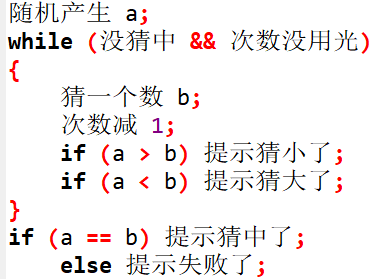 随机产生 a;
while (没猜中 && 次数没用光)
{
    猜一个数 b;
    次数减 1;
    if (a > b) 提示猜小了;
    if (a < b) 提示猜大了;
}
if (a == b) 提示猜中了;
    else 提示失败了;